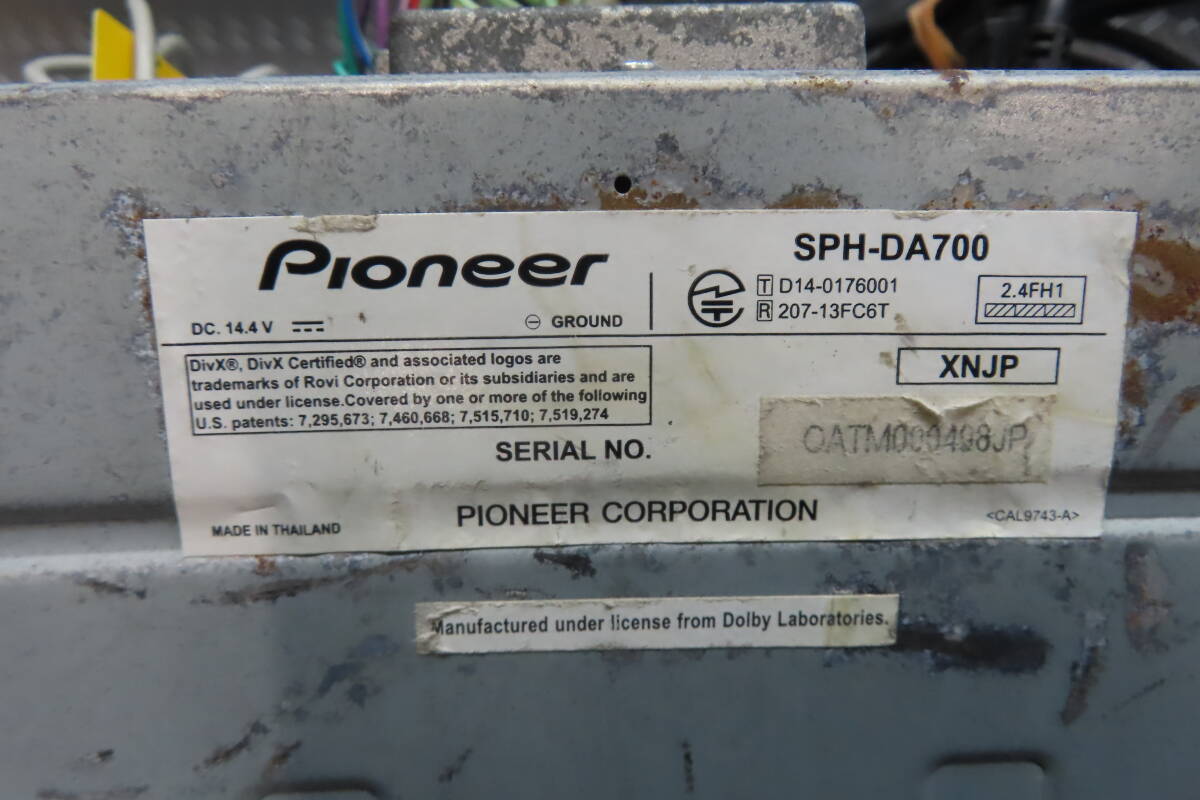 Pioneer
DC. 14.4 V
GROUND
SPH-DA700
T D14-0176001
R 207-13FC6T
2.4FH1
DivX®, DivX Certified® and associated logos are
trademarks of Rovi Corporation or its subsidiaries and are
used under license.Covered by one or more of the following
U.S. patents: 7,295,673; 7,460,668; 7,515,710; 7,519,274
XNJP
SERIAL NO.
OATM000498JP
MADE IN THAILAND
PIONEER CORPORATION
<CAL9743-A>
Manufactured under license from Dolby Laboratories.